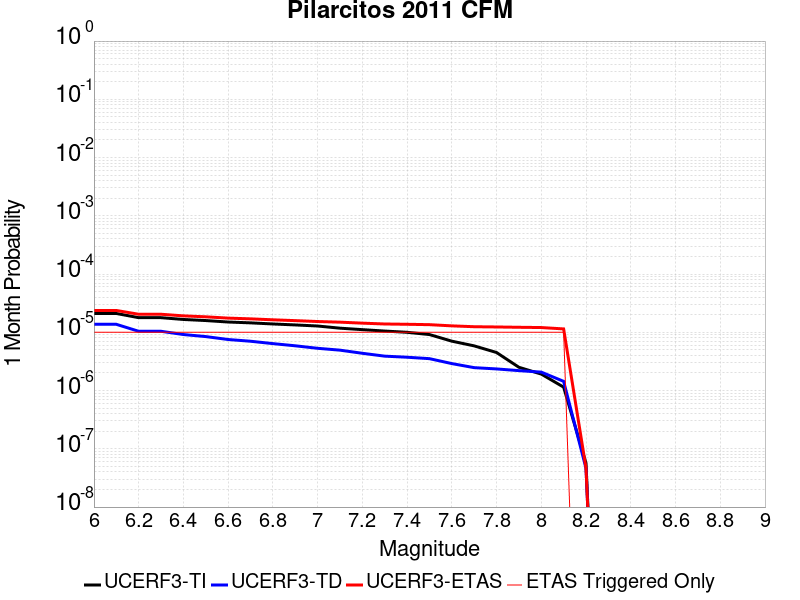 Pilarcitos 2011 CFM
10^0
10^-1
10^-2
10^-3
10^-4
10^-5
10^-6
10^-7
10^-8
1 Month Probability
6 6.2 6.4 6.6 6.8 7 7.2 7.4 7.6 7.8 8 8.2 8.4 8.6 8.8 9
Magnitude
UCERF3-TI UCERF3-TD UCERF3-ETAS ETAS Triggered Only